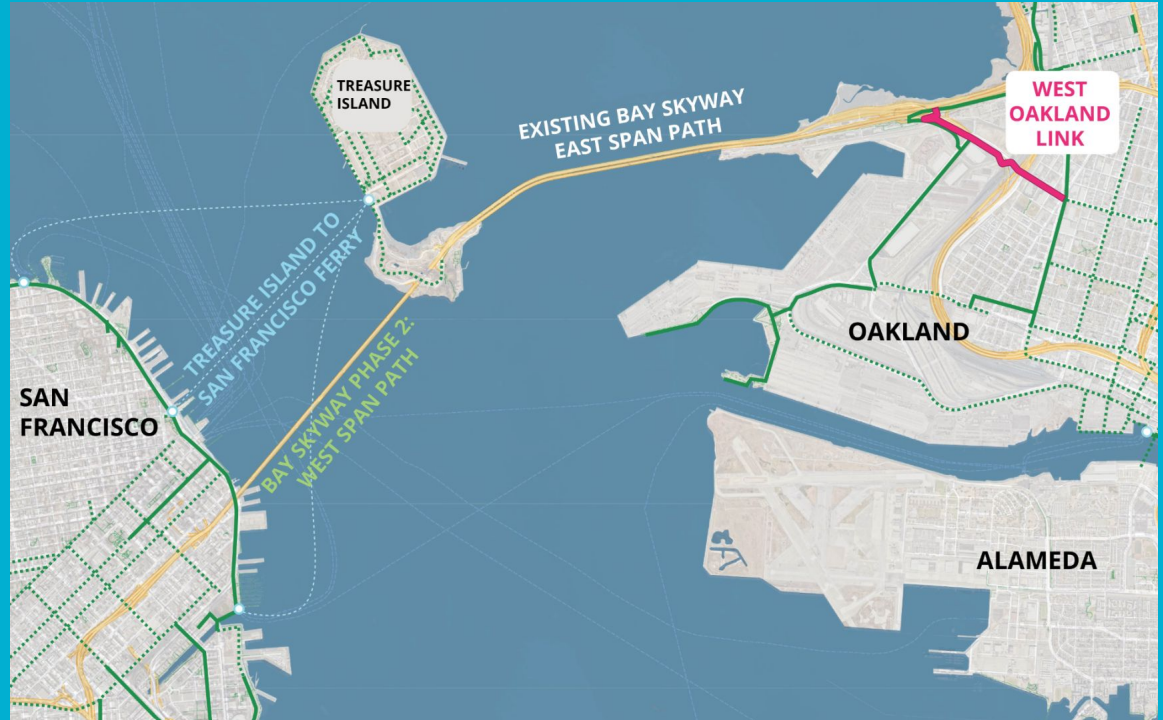 TREASURE
ISLAND
EXISTING BAY SKYWAY
EAST SPAN PATH
WEST
OAKLAND
LINK
TREASURE ISLAND TO
SAN FRANCISCO FERRY
BAY SKYWAY PHASE 2:
WEST SPAN PATH
OAKLAND
SAN
FRANCISCO
ALAMEDA